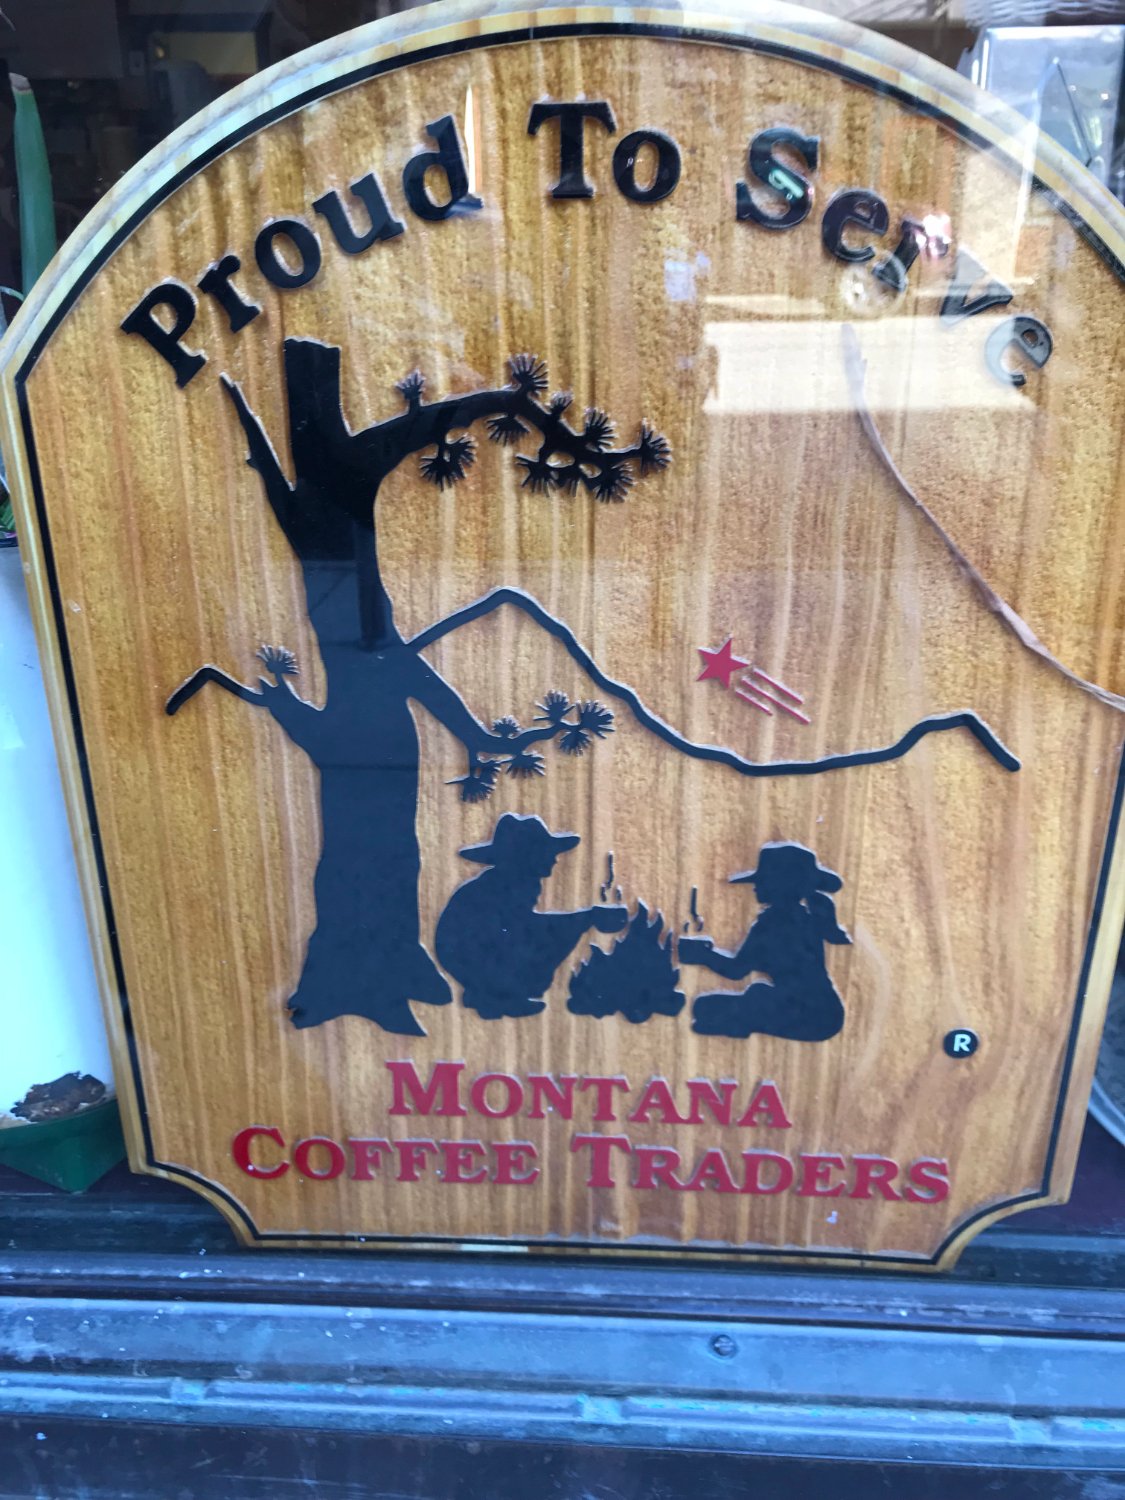 Proud To Serve
®
MONTANA
COFFEE TRADERS